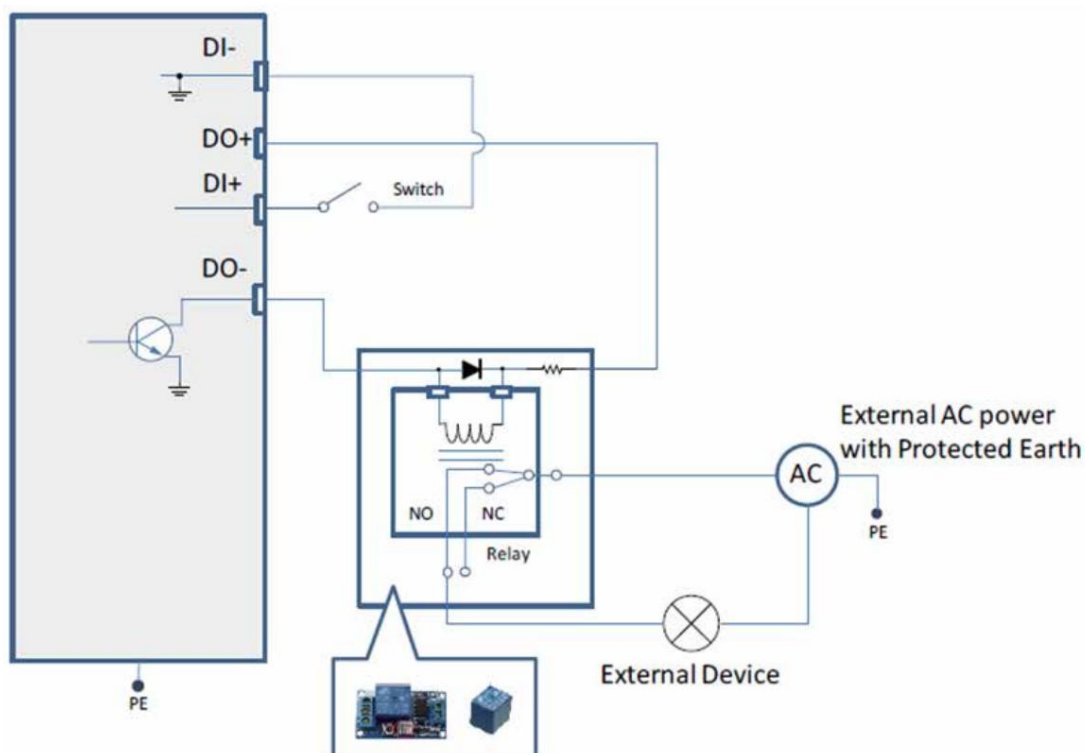 DI-
DO+
DI+
Switch
DO-
External AC power
with Protected Earth
AC
NO
NC
PE
Relay
External Device
PE